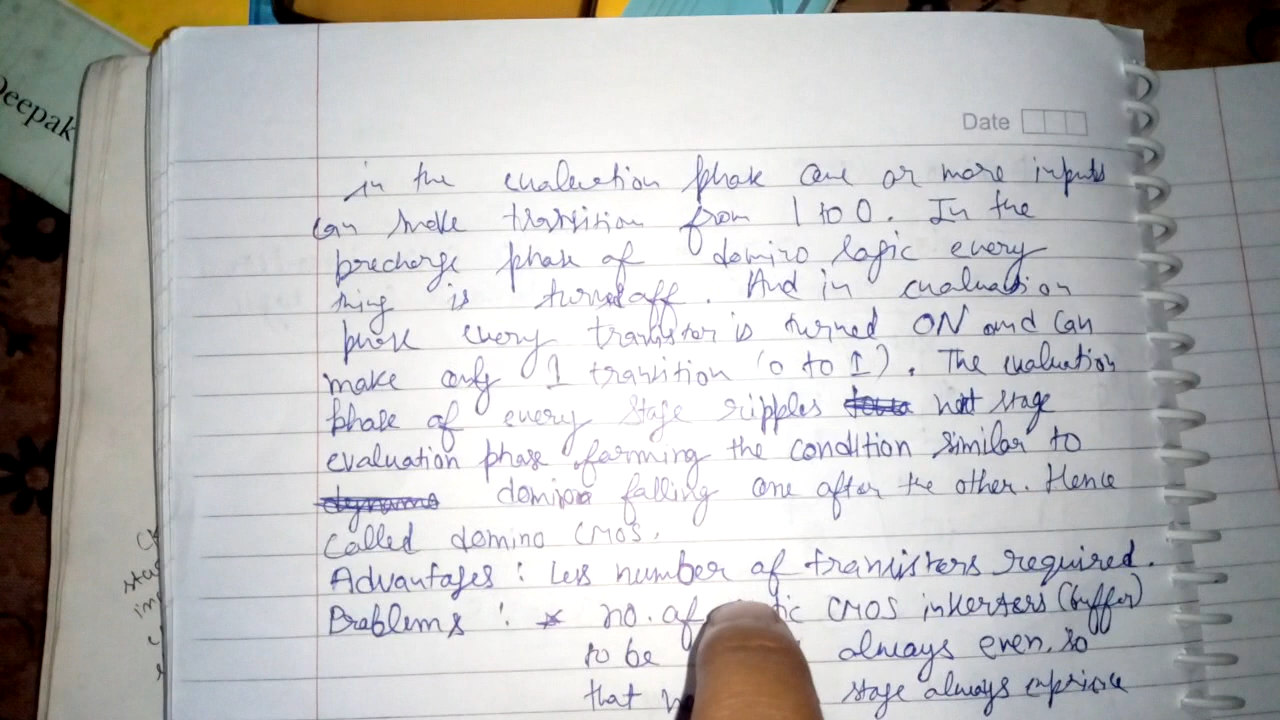 Deepak
Date
in the evaluation phase one or more inputs
can make transition from 1 to 0. In the
precharge phase of domino logic every
thing is turned off. And in evaluation
phase every transistor is turned ON and can
make only 1 transition (0 to 1). The evaluation
phase of every stage ripples next stage
evaluation phase forming the condition similar to
domino falling one after the other. Hence
called domino CMOS.
Advantages : Less number of transistors required.
Problems : * no. of CMOS inverters (buffer)
to be always even, so
that stage always